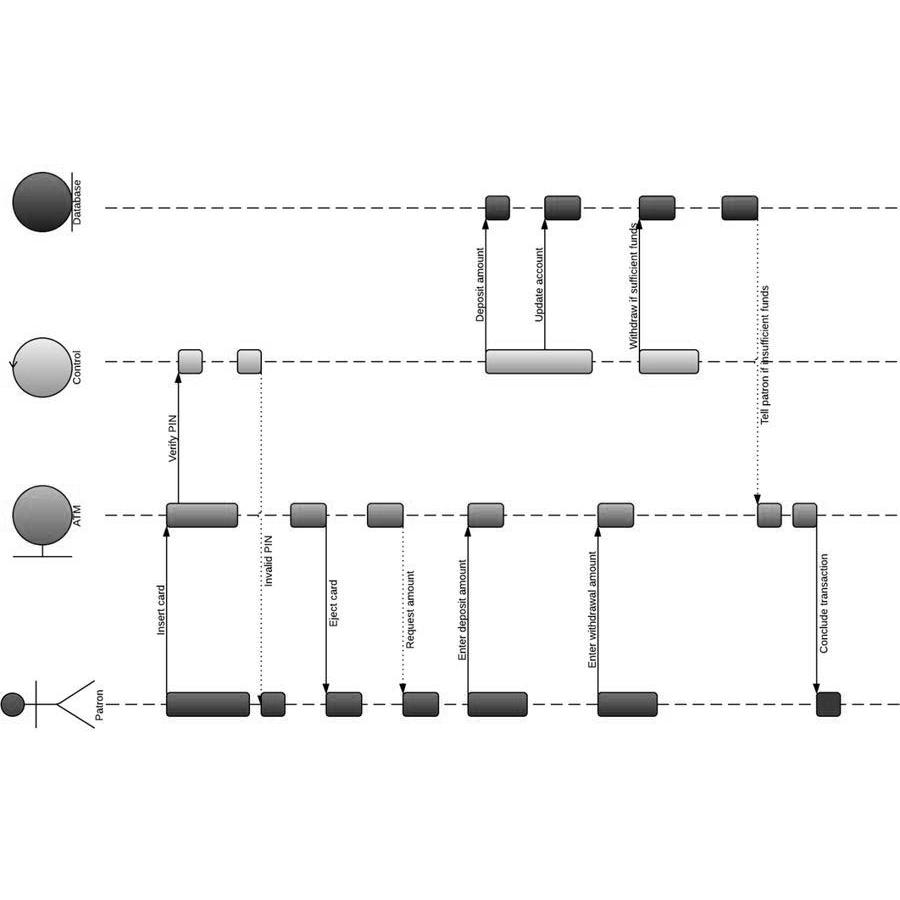 Database
Deposit amount
Update account
Withdraw if sufficient funds
Tell patron if insufficient funds
Control
Verify PIN
Invalid PIN
ATM
Insert card
Eject card
Request amount
Enter deposit amount
Enter withdrawal amount
Conclude transaction
Patron